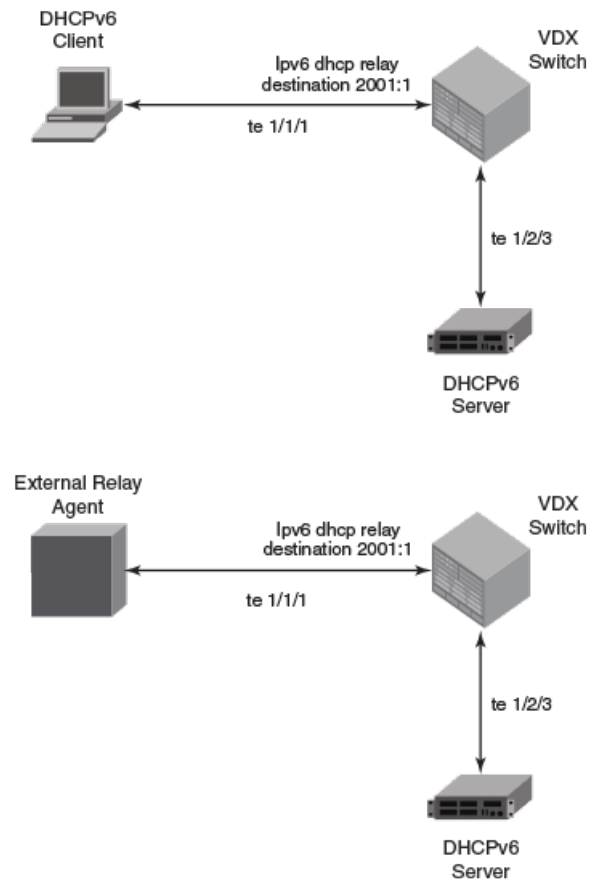 DHCPv6
Client
VDX
Switch
Ipv6 dhcp relay
destination 2001:1
te 1/1/1
te 1/2/3
DHCPv6
Server
External Relay
Agent
VDX
Switch
Ipv6 dhcp relay
destination 2001:1
te 1/1/1
te 1/2/3
DHCPv6
Server